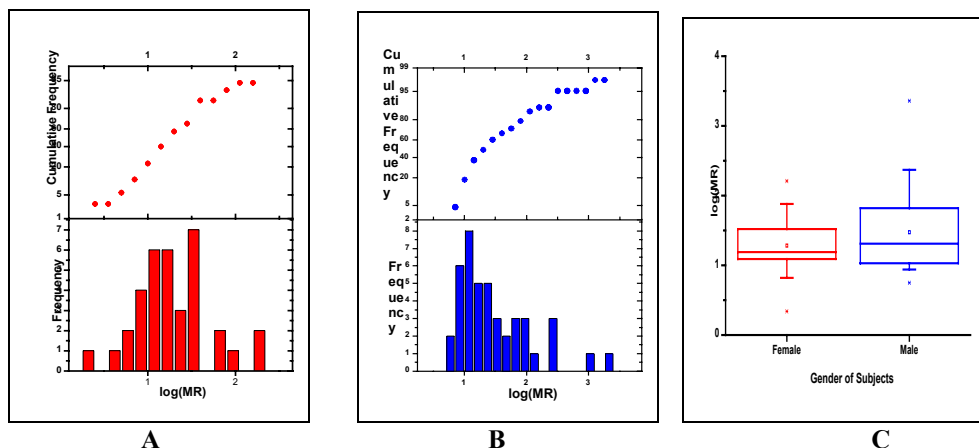 1 2
Cumulative Frequency
5
1
Frequency
7
6
5
4
3
2
1
0
1 2
log(MR)
A
1 2 3
Cu
m
ul
ati
ve
Fr
eq
ue
nc
y
99
95
80
60
40
20
5
2
Fr
eq
ue
nc
y
8
7
6
5
4
3
2
1
0
1 2 3
log(MR)
B
4
3
2
1
0
log(MR)
Female Male
Gender of Subjects
C